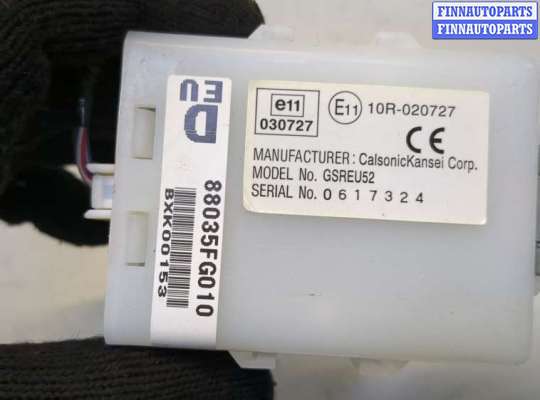 FINNAUTOPARTS
FINNAUTOPARTS
e11
030727
E11 10R-020727
CE
MANUFACTURER: CalsonicKansei Corp.
MODEL No. GSREU52
SERIAL No. 0617324
D
EU
88035FG010
BXK00153